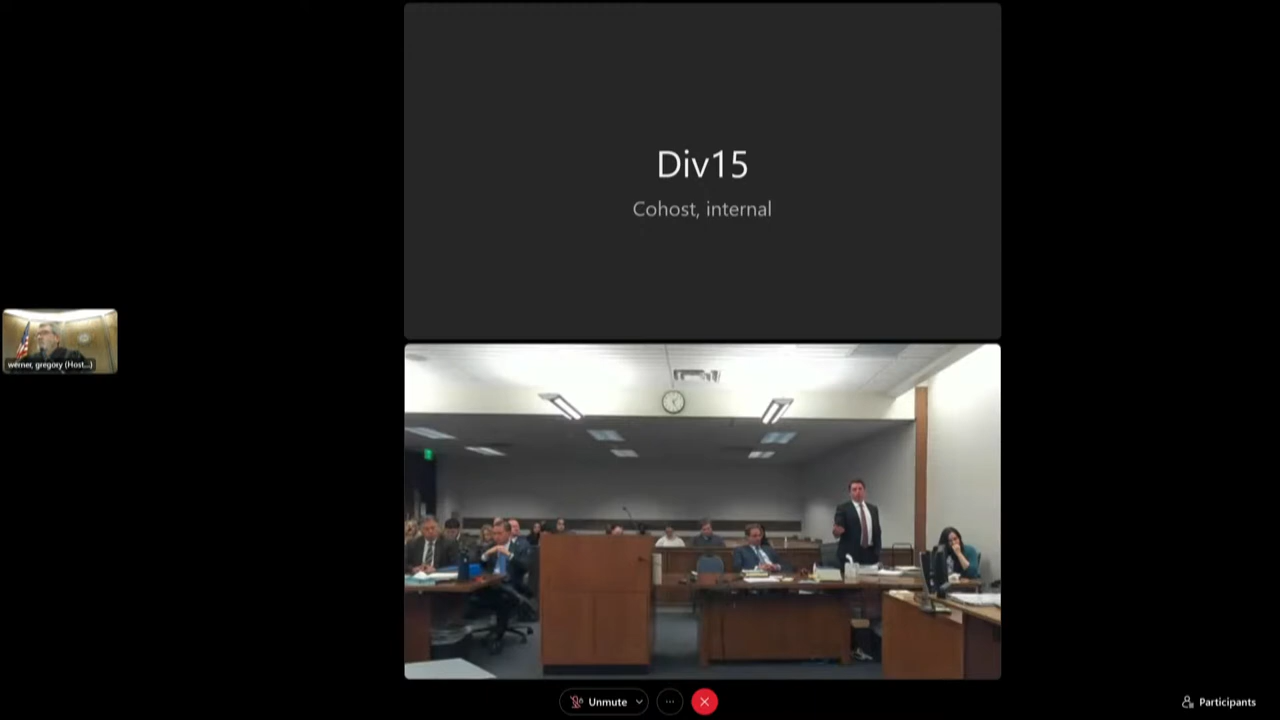 Div15
Cohost, internal
werner, gregory (Host...)
Unmute
Participants